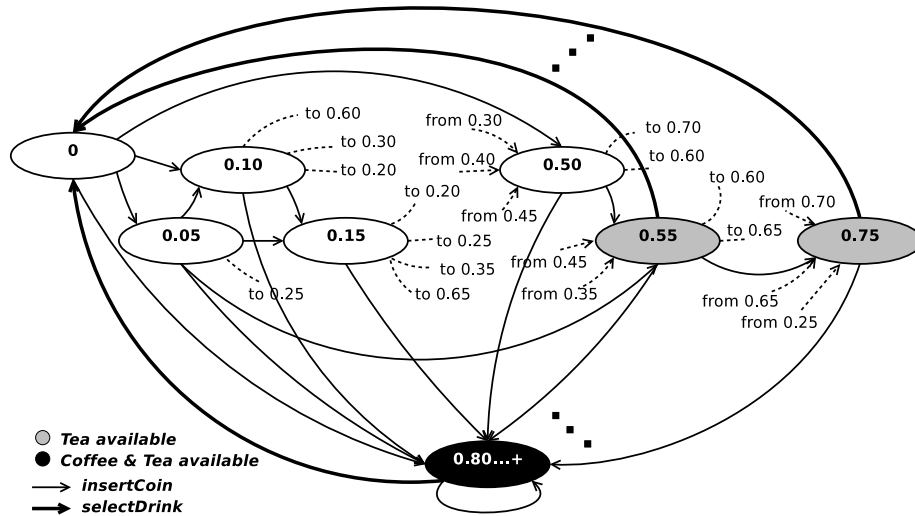 to 0.60
from 0.30
to 0.70
0
to 0.30
0.10
to 0.20
from 0.40
0.50
to 0.60
to 0.60
to 0.20
from 0.70
from 0.45
0.05
0.15
to 0.25
0.55
to 0.65
0.75
from 0.45
to 0.35
to 0.25
to 0.65
from 0.35
from 0.65
from 0.25
Tea available
Coffee & Tea available
0.80...+
insertCoin
selectDrink